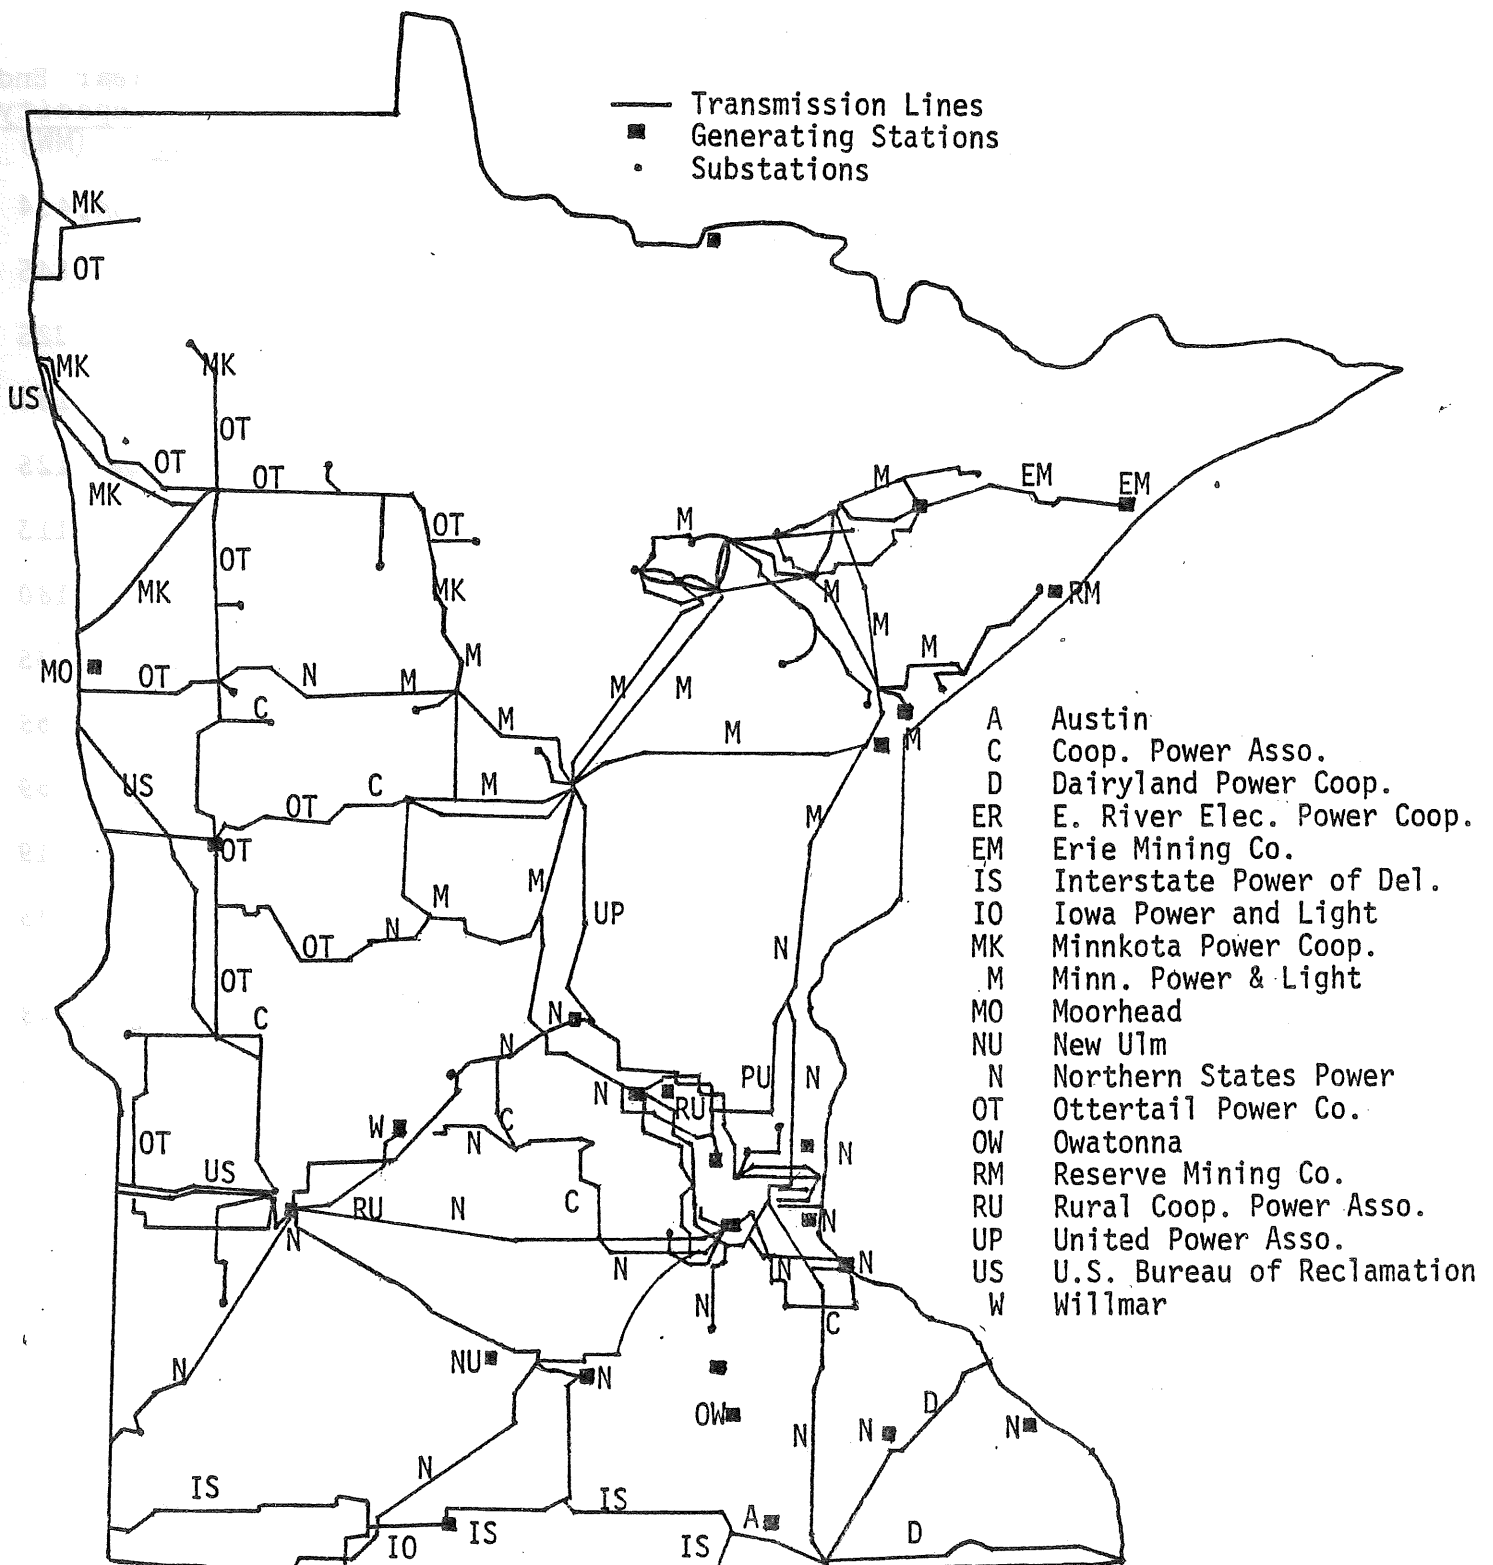 Transmission Lines
Generating Stations
Substations
MK
OT
MK
MK
US
OT
OT
OT
MK
M
EM
EM
OT
M
OT
MK
MK
M
RM
M
M
M
MO
OT
N
M
M
M
C
M
M
M
M
US
C
M
OT
M
OT
M
M
UP
N
OT
N
OT
C
N
N
PU
N
N
RU
W
C
N
OT
N
US
C
RU
N
N
N
N
N
N
N
C
N
NU
N
D
OW
N
N
N
N
IS
IS
A
IS
IS
D
IO
A Austin
C Coop. Power Asso.
D Dairyland Power Coop.
ER E. River Elec. Power Coop.
EM Erie Mining Co.
IS Interstate Power of Del.
IO Iowa Power and Light
MK Minnkota Power Coop.
M Minn. Power & Light
MO Moorhead
NU New Ulm
N Northern States Power
OT Ottertail Power Co.
OW Owatonna
RM Reserve Mining Co.
RU Rural Coop. Power Asso.
UP United Power Asso.
US U.S. Bureau of Reclamation
W Willmar